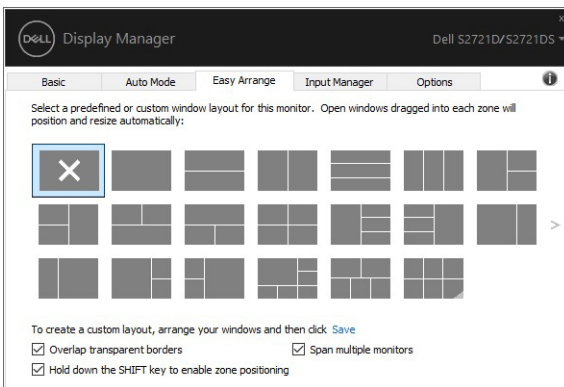 DELL Display Manager
Dell S2721D/S2721DS
Basic Auto Mode Easy Arrange Input Manager Options
Select a predefined or custom window layout for this monitor. Open windows dragged into each zone will
position and resize automatically:
To create a custom layout, arrange your windows and then click Save
Overlap transparent borders
Span multiple monitors
Hold down the SHIFT key to enable zone positioning